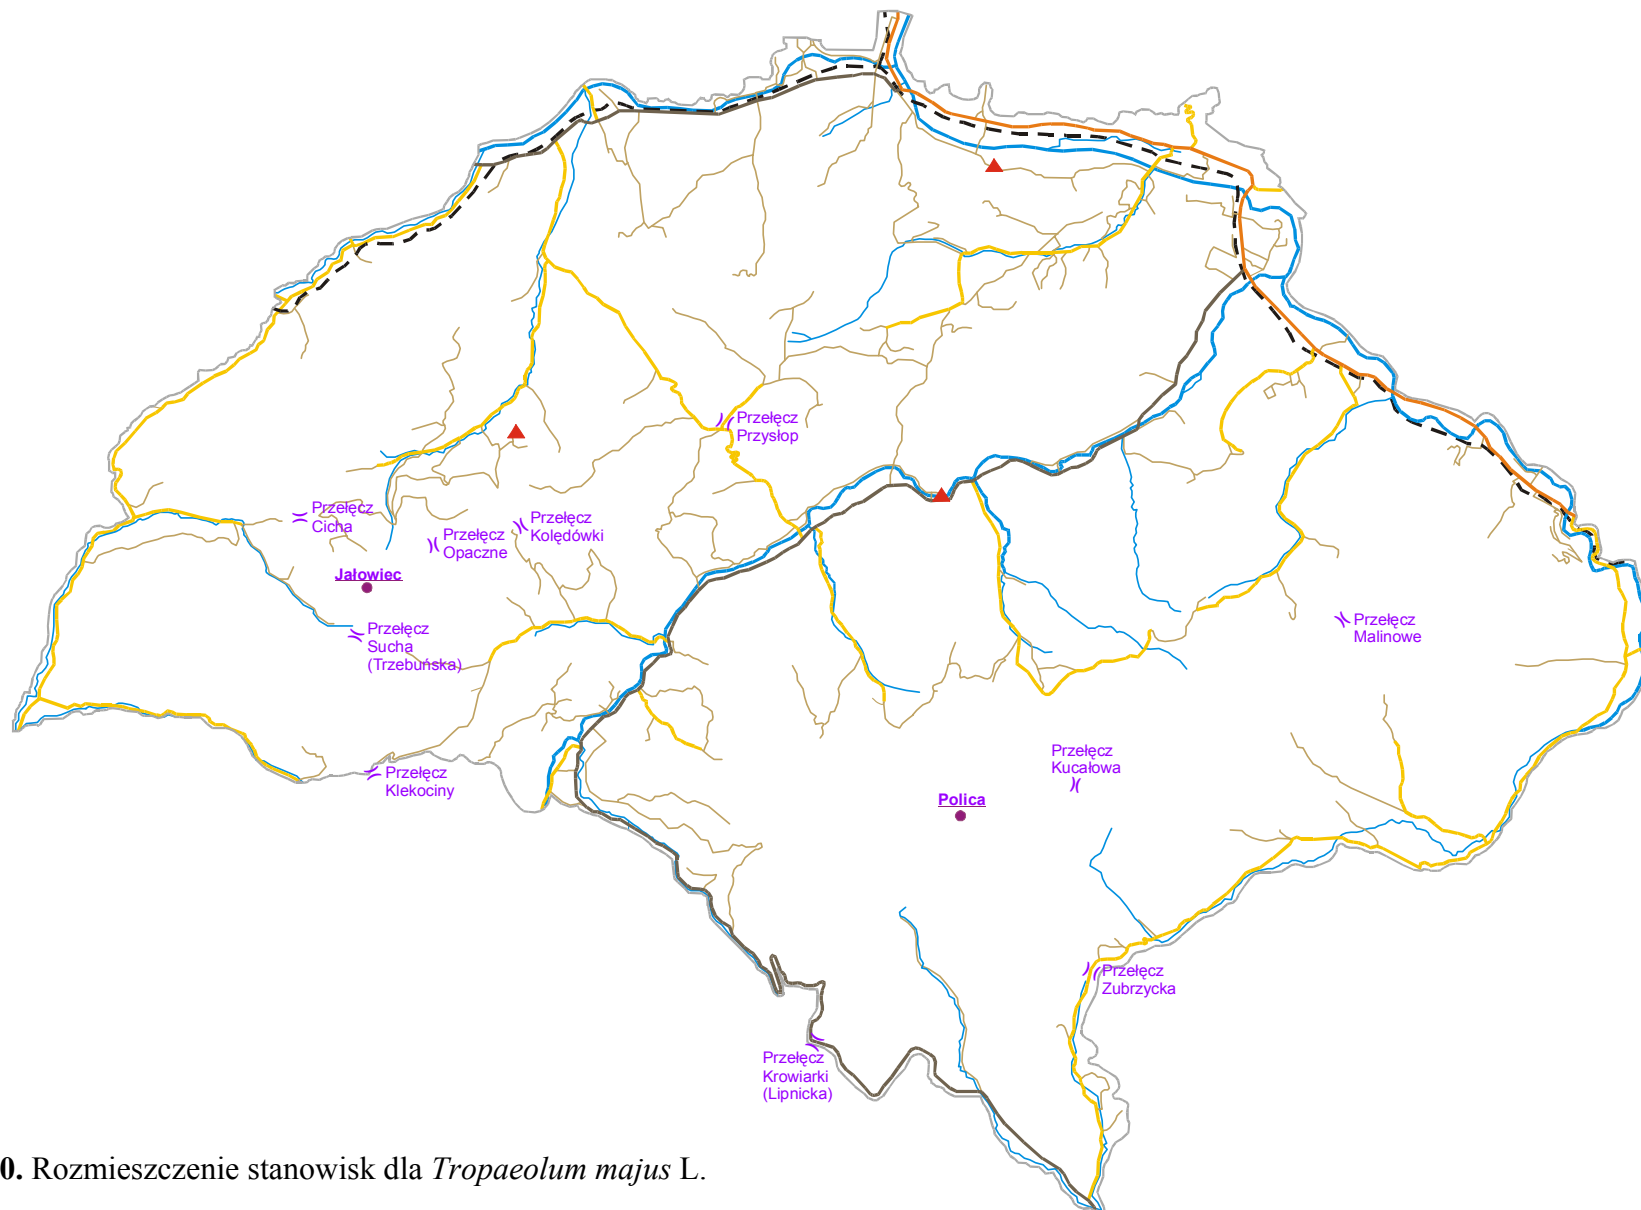 Przełęcz
Przysłop
Przełęcz
Cicha
Przełęcz
Opaczne
Przełęcz
Kolędówki
Jałowiec
Przełęcz
Sucha
(Trzebuńska)
Przełęcz
Malinowe
Przełęcz
Klekociny
Przełęcz
Kucałowa
Polica
Przełęcz
Zubrzycka
Przełęcz
Krowiarki
(Lipnicka)
0. Rozmieszczenie stanowisk dla Tropaeolum majus L.